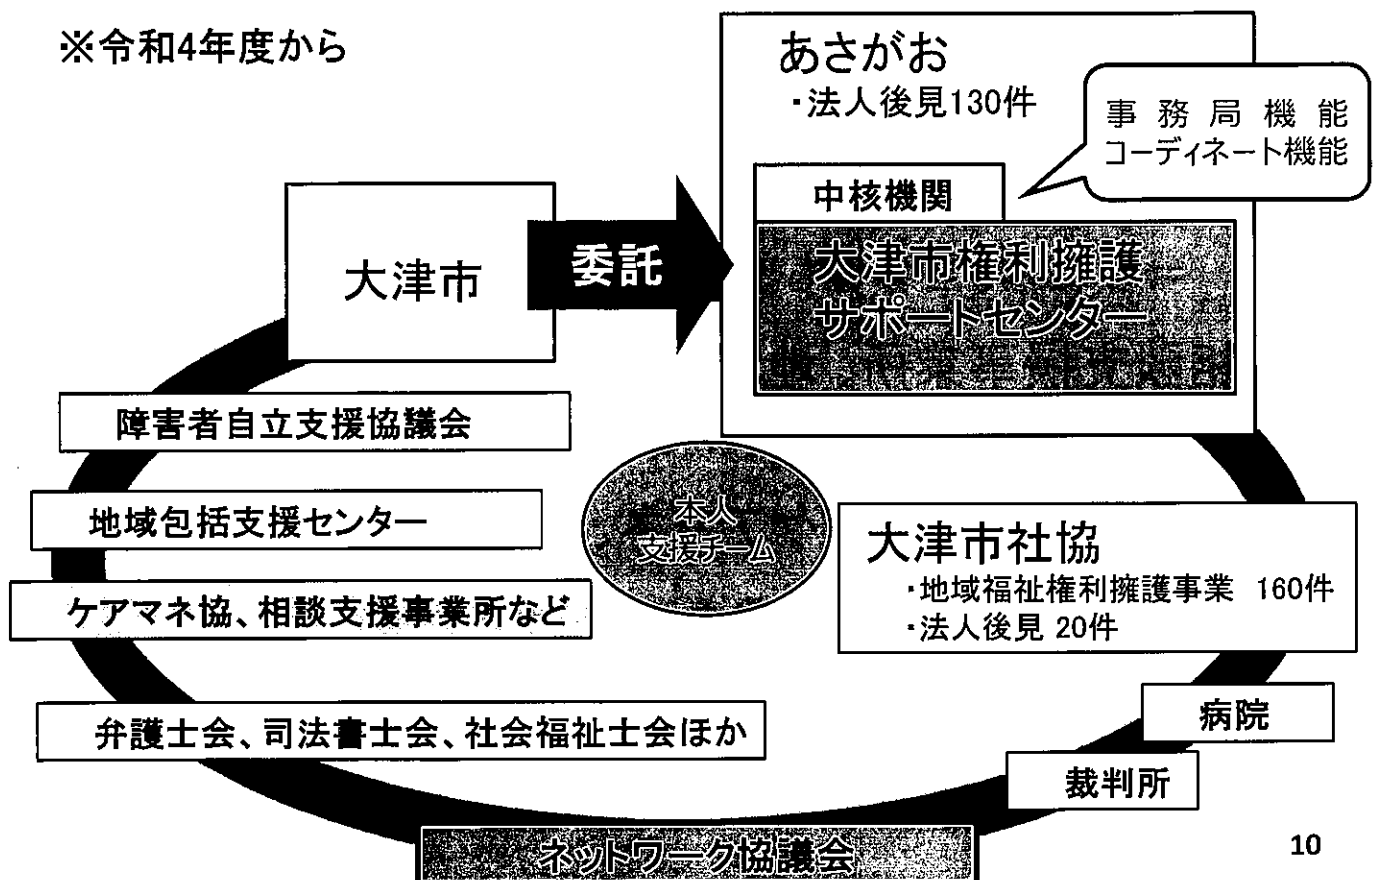 ※令和4年度から
あさがお
・法人後見130件
事務局機能
コーディネート機能
中核機関
大津市権利擁護
サポートセンター
大津市
委託
障害者自立支援協議会
地域包括支援センター
ケアマネ協、相談支援事業所など
弁護士会、司法書士会、社会福祉士会ほか
本人
支援チーム
大津市社協
・地域福祉権利擁護事業 160件
・法人後見 20件
病院
裁判所
ネットワーク協議会
10